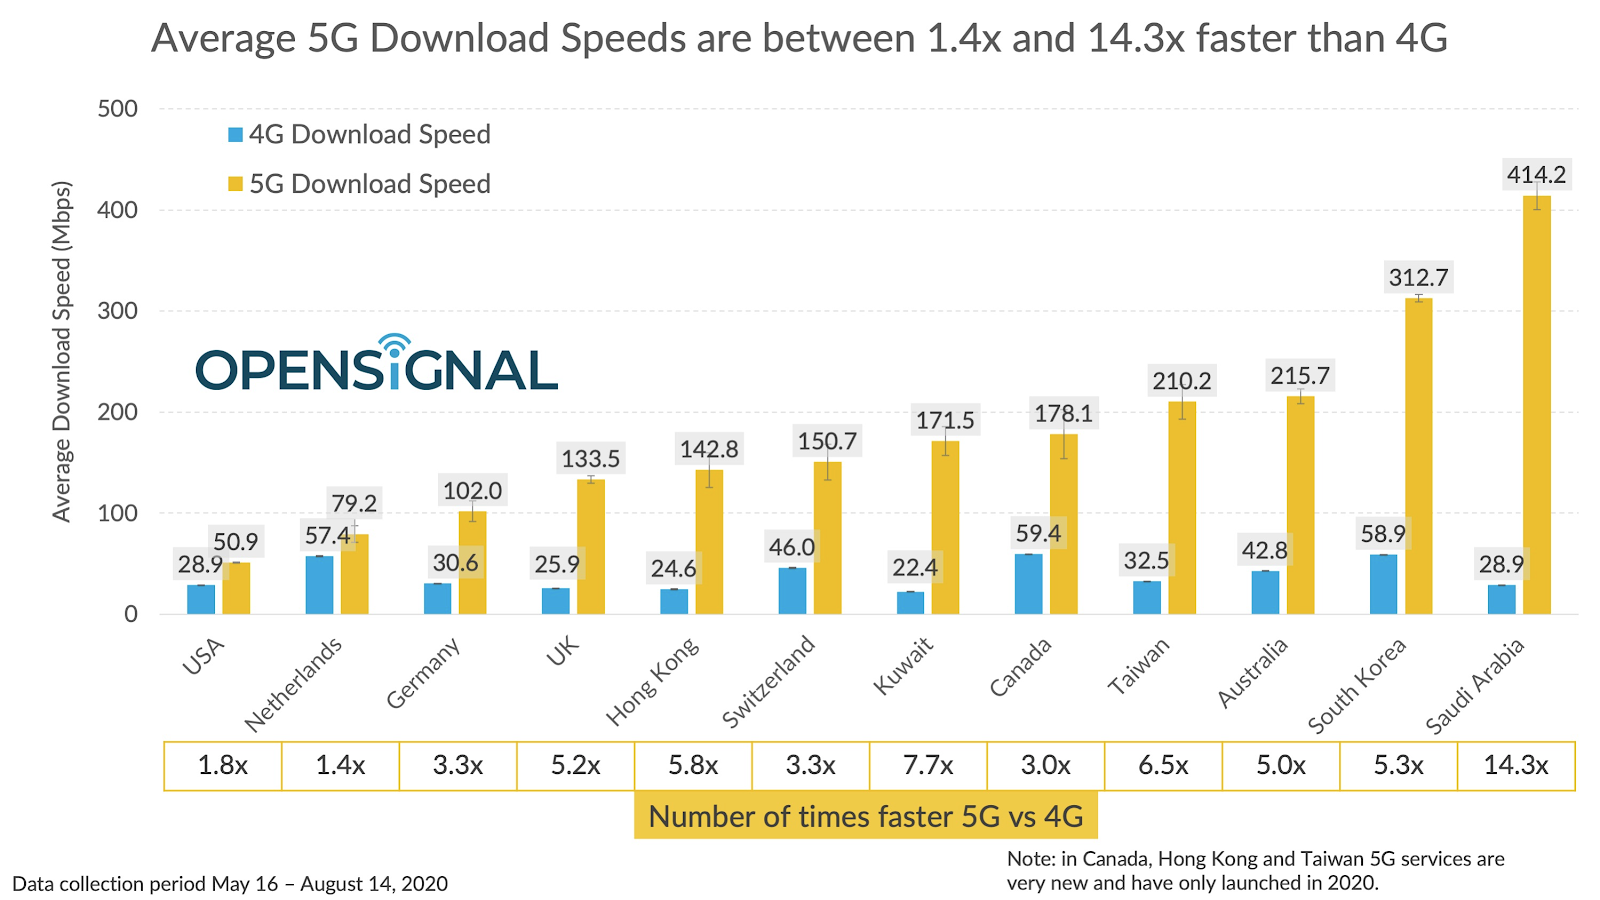 Average 5G Download Speeds are between 1.4x and 14.3x faster than 4G
Average Download Speed (Mbps)
500
400
300
200
100
0
4G Download Speed
5G Download Speed
OPENSiGNAL
28.9
50.9
57.4
79.2
30.6
102.0
25.9
133.5
24.6
142.8
46.0
150.7
22.4
171.5
59.4
178.1
32.5
210.2
42.8
215.7
58.9
312.7
28.9
414.2
USA
Netherlands
Germany
UK
Hong Kong
Switzerland
Kuwait
Canada
Taiwan
Australia
South Korea
Saudi Arabia
1.8x 1.4x 3.3x 5.2x 5.8x 3.3x 7.7x 3.0x 6.5x 5.0x 5.3x 14.3x
Number of times faster 5G vs 4G
Note: in Canada, Hong Kong and Taiwan 5G services are
very new and have only launched in 2020.
Data collection period May 16 – August 14, 2020